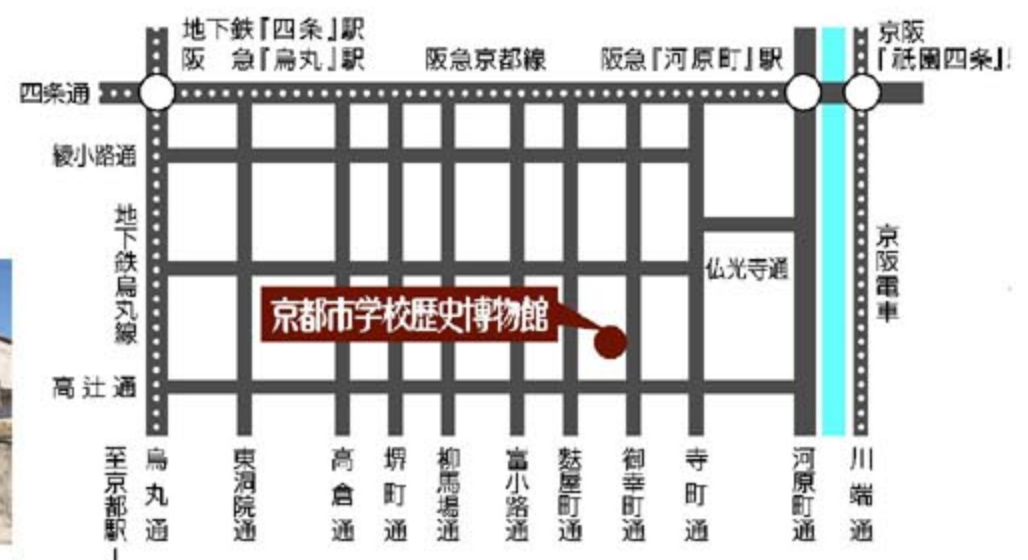 地下鉄『四条』駅
阪 急『烏丸』駅
阪急京都線
阪急『河原町』駅
京阪
『祇園四条』
四条通
綾小路通
地下鉄烏丸線
仏光寺通
京阪電車
京都市学校歴史博物館
高辻通
至京都駅
烏丸通
東洞院通
高倉通
堺町通
柳馬場通
富小路通
麩屋町通
御幸町通
寺町通
河原町通
川端通